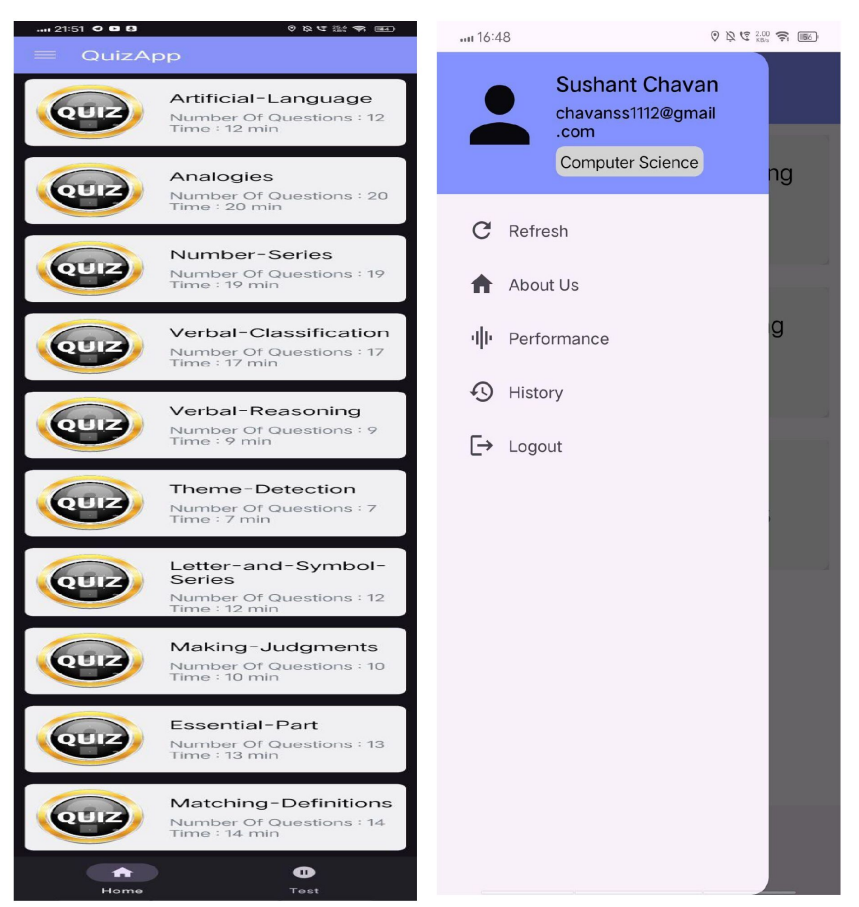 21:51
QuizApp
QUIZ
Artificial-Language
Number Of Questions : 12
Time : 12 min
QUIZ
Analogies
Number Of Questions : 20
Time : 20 min
QUIZ
Number-Series
Number Of Questions : 19
Time : 19 min
QUIZ
Verbal-Classification
Number Of Questions : 17
Time : 17 min
QUIZ
Verbal-Reasoning
Number Of Questions : 9
Time : 9 min
QUIZ
Theme-Detection
Number Of Questions : 7
Time : 7 min
QUIZ
Letter-and-Symbol-
Series
Number Of Questions : 12
Time : 12 min
QUIZ
Making-Judgments
Number Of Questions : 10
Time : 10 min
QUIZ
Essential-Part
Number Of Questions : 13
Time : 13 min
QUIZ
Matching-Definitions
Number Of Questions : 14
Time : 14 min
Home
Test
16:48
2.00
KB/s
Sushant Chavan
chavanss1112@gmail
.com
Computer Science
ng
Refresh
About Us
g
Performance
History
Logout